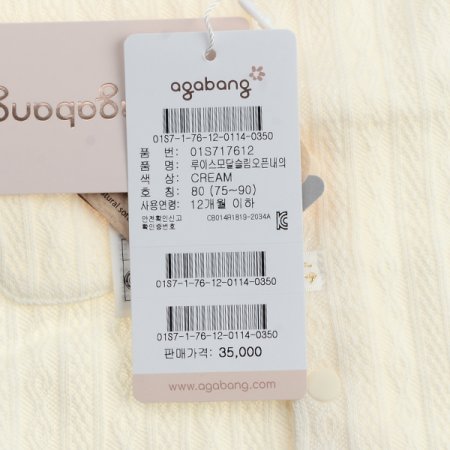 agabang
agabang
01S7-1-76-12-0114-0350
품 번: 01S717612
품 명: 루이스모달슬림오픈내의
색 상: CREAM
호 칭: 80 (75~90)
사용연령: 12개월 이하
안전확인신고
확인증번호
CB014R1819-2034A
01S7-1-76-12-0114-0350
01S7-1-76-12-0114-0350
판매가격: 35,000
www.agabang.com